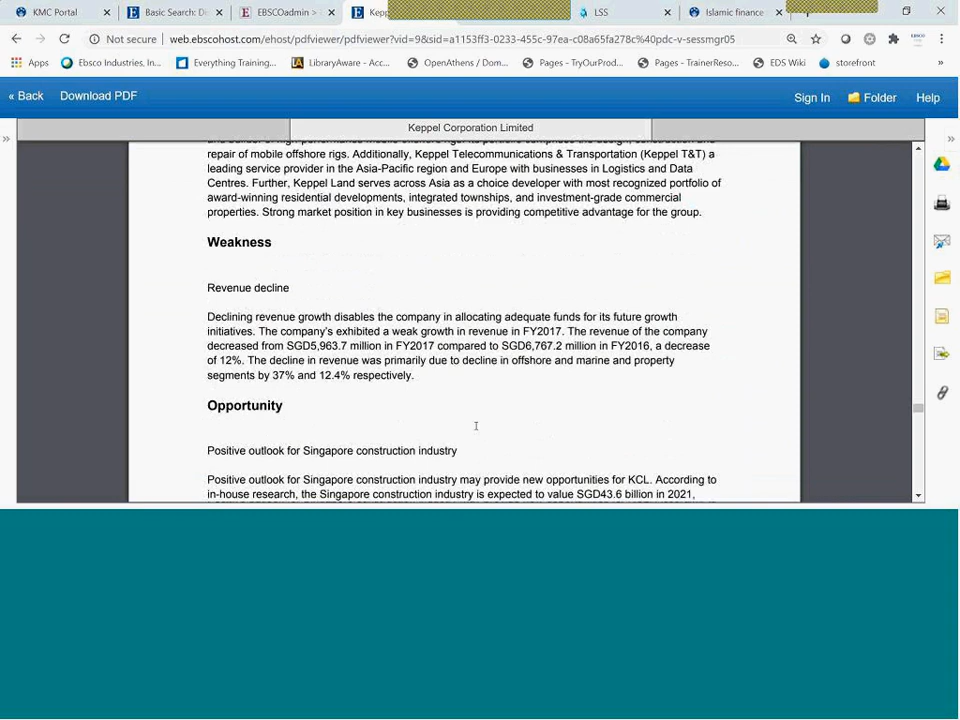 KMC Portal
Basic Search: Di
EBSCOadmin >
Kepp
LSS
Islamic finance
Not secure | web.ebscohost.com/ehost/pdfviewer/pdfviewer?vid=9&sid=a1153ff3-0233-455c-97ea-c08a65fa278c%40pdc-v-sessmgr05
Apps
Ebsco Industries, In...
Everything Training...
LibraryAware - Acc...
OpenAthens / Dom...
Pages - TryOurProd...
Pages - TrainerReso...
EDS Wiki
storefront
»
« Back
Download PDF
Sign In
Folder
Help
Keppel Corporation Limited
repair of mobile offshore rigs. Additionally, Keppel Telecommunications & Transportation (Keppel T&T) a
leading service provider in the Asia-Pacific region and Europe with businesses in Logistics and Data
Centres. Further, Keppel Land serves across Asia as a choice developer with most recognized portfolio of
award-winning residential developments, integrated townships, and investment-grade commercial
properties. Strong market position in key businesses is providing competitive advantage for the group.
Weakness
Revenue decline
Declining revenue growth disables the company in allocating adequate funds for its future growth
initiatives. The company's exhibited a weak growth in revenue in FY2017. The revenue of the company
decreased from SGD5,963.7 million in FY2017 compared to SGD6,767.2 million in FY2016, a decrease
of 12%. The decline in revenue was primarily due to decline in offshore and marine and property
segments by 37% and 12.4% respectively.
Opportunity
Positive outlook for Singapore construction industry
Positive outlook for Singapore construction industry may provide new opportunities for KCL. According to
in-house research, the Singapore construction industry is expected to value SGD43.6 billion in 2021,